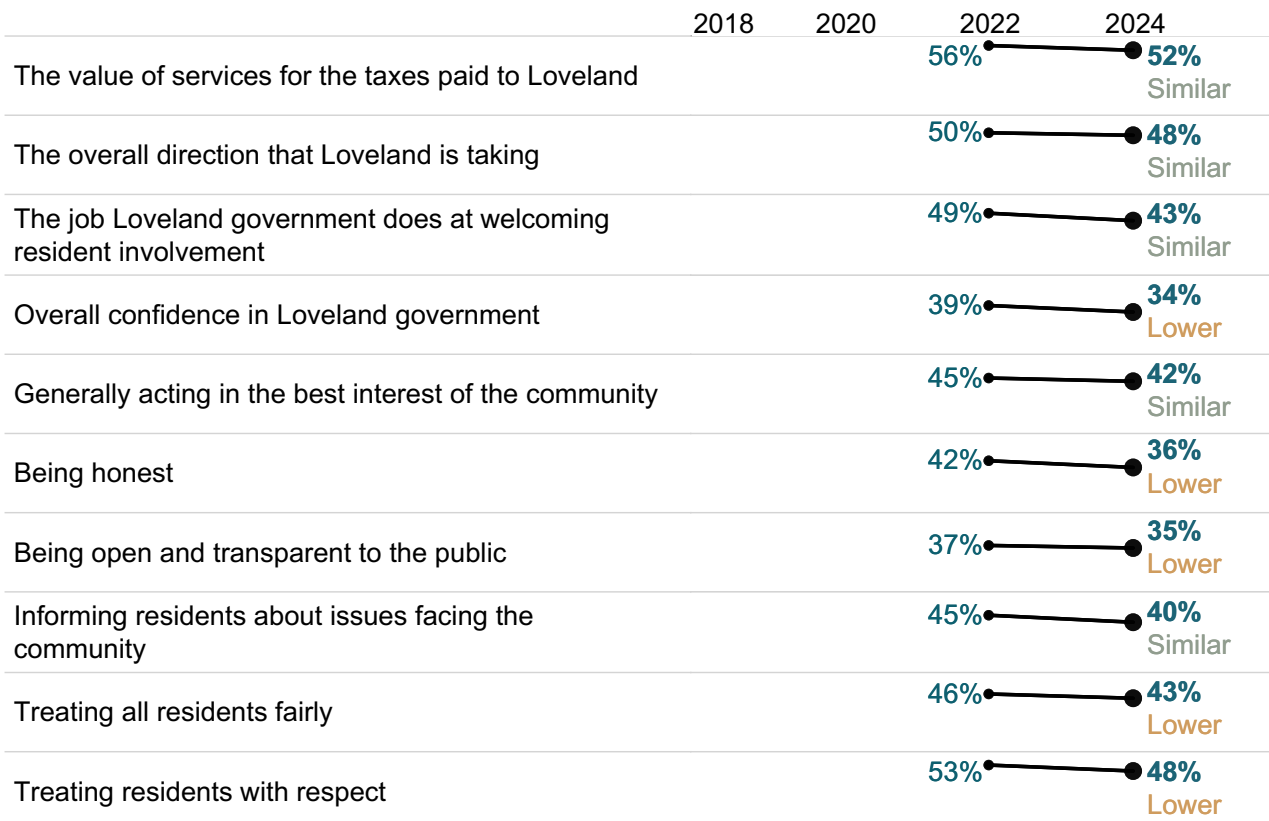 2018 2020 2022 2024
The value of services for the taxes paid to Loveland 56% 52%
Similar
The overall direction that Loveland is taking 50% 48%
Similar
The job Loveland government does at welcoming
resident involvement 49% 43%
Similar
Overall confidence in Loveland government 39% 34%
Lower
Generally acting in the best interest of the community 45% 42%
Similar
Being honest 42% 36%
Lower
Being open and transparent to the public 37% 35%
Lower
Informing residents about issues facing the
community 45% 40%
Similar
Treating all residents fairly 46% 43%
Lower
Treating residents with respect 53% 48%
Lower